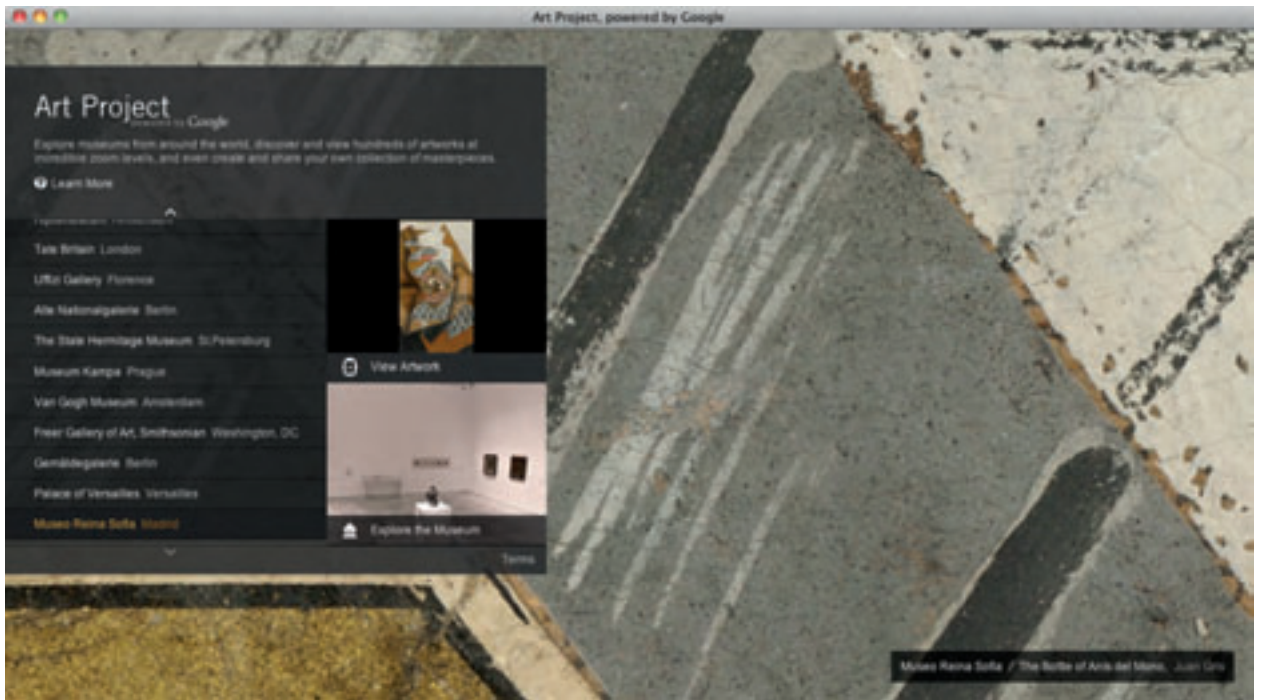 Art Project, powered by Google
Art Project
powered by Google
Explore museums from around the world, discover and view hundreds of artworks at
incredible zoom levels, and even create and share your own collection of masterpieces.
Learn More
Tate Britain London
Uffizi Gallery Florence
Alte Nationalgalerie Berlin
The State Hermitage Museum St.Petersburg
Museum Kampa Prague
Van Gogh Museum Amsterdam
Freer Gallery of Art, Smithsonian Washington, DC
Gemäldegalerie Berlin
Palace of Versailles Versailles
Museo Reina Sofia Madrid
View Artwork
Explore the Museum
Terms
Museo Reina Sofia / The Bottle of Anís del Mono, Juan Gris